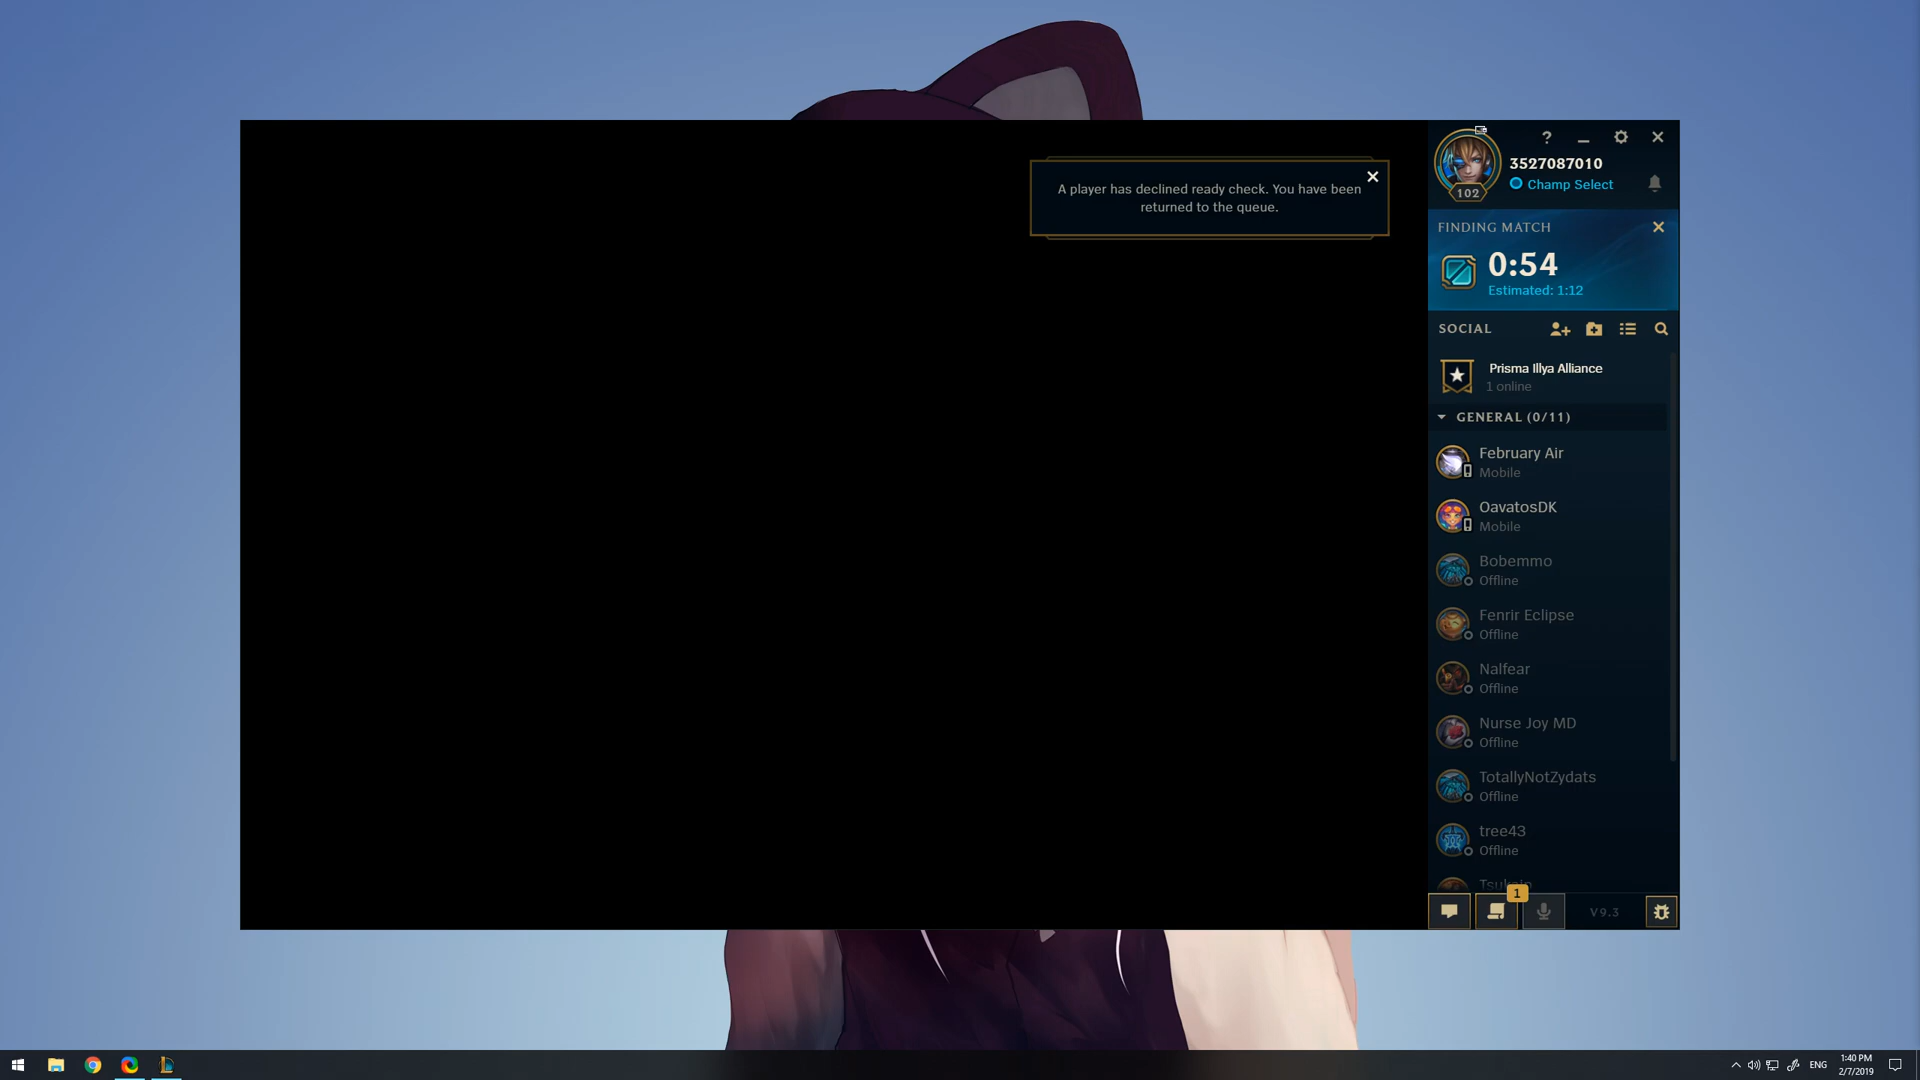 A player has declined ready check. You have been
returned to the queue.
?
3527087010
Champ Select
102
FINDING MATCH
0:54
Estimated: 1:12
SOCIAL
Prisma Illya Alliance
1 online
GENERAL (0/11)
February Air
Mobile
OavatosDK
Mobile
Bobemmo
Offline
Fenrir Eclipse
Offline
Nalfear
Offline
Nurse Joy MD
Offline
TotallyNotZydats
Offline
tree43
Offline
1
V9.3
ENG
1:40 PM
2/7/2019